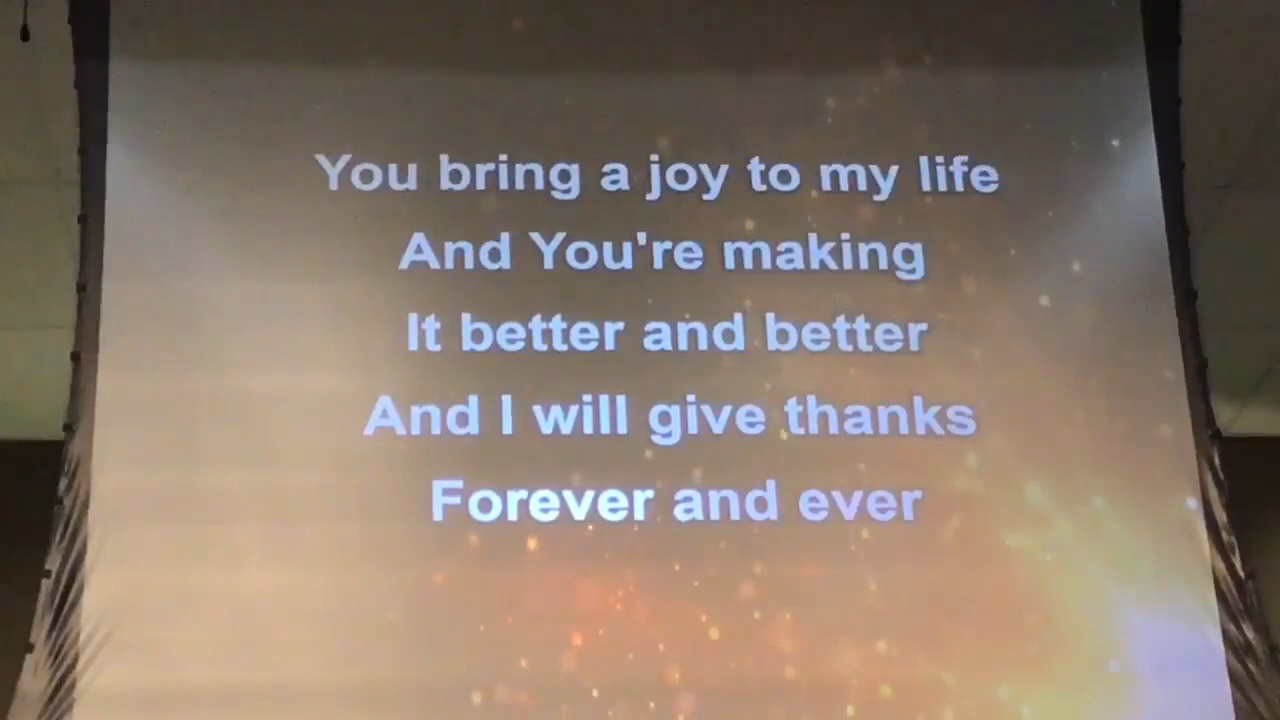 You bring a joy to my life
And You're making
It better and better
And I will give thanks
Forever and ever